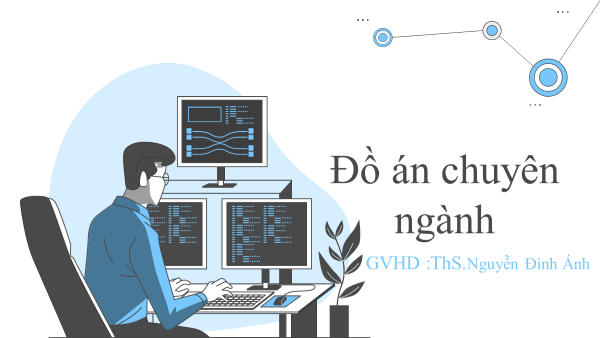 Đồ án chuyên
ngành
GVHD :ThS.Nguyễn Đình Ánh